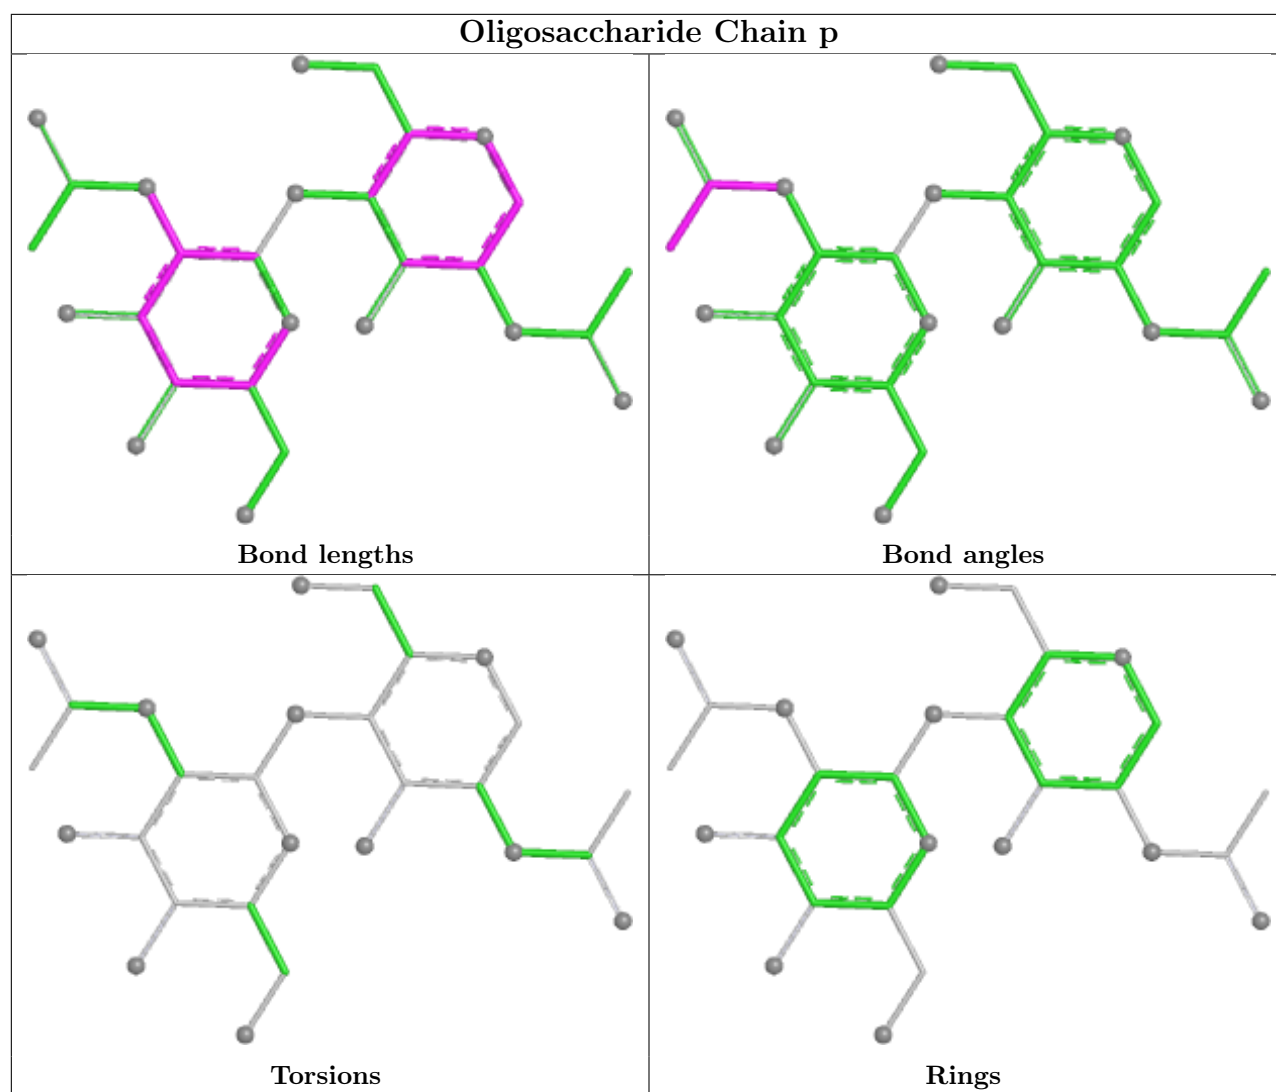 Oligosaccharide Chain p
Bond lengths
Bond angles
Torsions
Rings